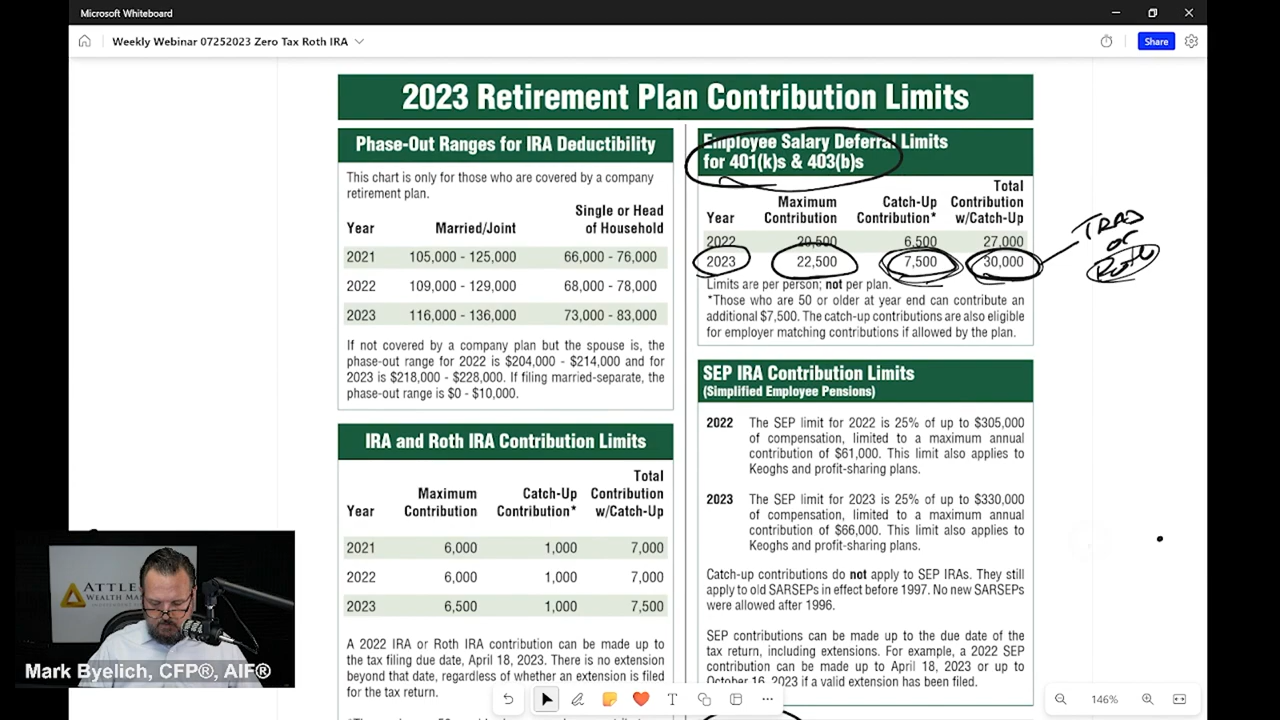 Microsoft Whiteboard
Weekly Webinar 07252023 Zero Tax Roth IRA
Share
2023 Retirement Plan Contribution Limits
Phase-Out Ranges for IRA Deductibility
This chart is only for those who are covered by a company
retirement plan.
Single or Head
Year Married/Joint of Household
2021 105,000 - 125,000 66,000 - 76,000
2022 109,000 - 129,000 68,000 - 78,000
2023 116,000 - 136,000 73,000 - 83,000
If not covered by a company plan but the spouse is, the
phase-out range for 2022 is $204,000 - $214,000 and for
2023 is $218,000 - $228,000. If filing married-separate, the
phase-out range is $0 - $10,000.
IRA and Roth IRA Contribution Limits
Total
Maximum Catch-Up Contribution
Year Contribution Contribution* w/Catch-Up
2021 6,000 1,000 7,000
2022 6,000 1,000 7,000
2023 6,500 1,000 7,500
A 2022 IRA or Roth IRA contribution can be made up to
the tax filing due date, April 18, 2023. There is no extension
beyond that date, regardless of whether an extension is filed
for the tax return.
Employee Salary Deferral Limits
for 401(k)s & 403(b)s
Total
Maximum Catch-Up Contribution
Year Contribution Contribution* w/Catch-Up
2022 20,500 6,500 27,000
2023 22,500 7,500 30,000
TRAD
or
Roth
Limits are per person; not per plan.
*Those who are 50 or older at year end can contribute an
additional $7,500. The catch-up contributions are also eligible
for employer matching contributions if allowed by the plan.
SEP IRA Contribution Limits
(Simplified Employee Pensions)
2022 The SEP limit for 2022 is 25% of up to $305,000
of compensation, limited to a maximum annual
contribution of $61,000. This limit also applies to
Keoghs and profit-sharing plans.
2023 The SEP limit for 2023 is 25% of up to $330,000
of compensation, limited to a maximum annual
contribution of $66,000. This limit also applies to
Keoghs and profit-sharing plans.
Catch-up contributions do not apply to SEP IRAs. They still
apply to old SARSEPs in effect before 1997. No new SARSEPs
were allowed after 1996.
SEP contributions can be made up to the due date of the
tax return, including extensions. For example, a 2022 SEP
contribution can be made up to April 18, 2023 or up to
October 16, 2023 if a valid extension has been filed.
146%
Mark Byelich, CFP®, AIF®